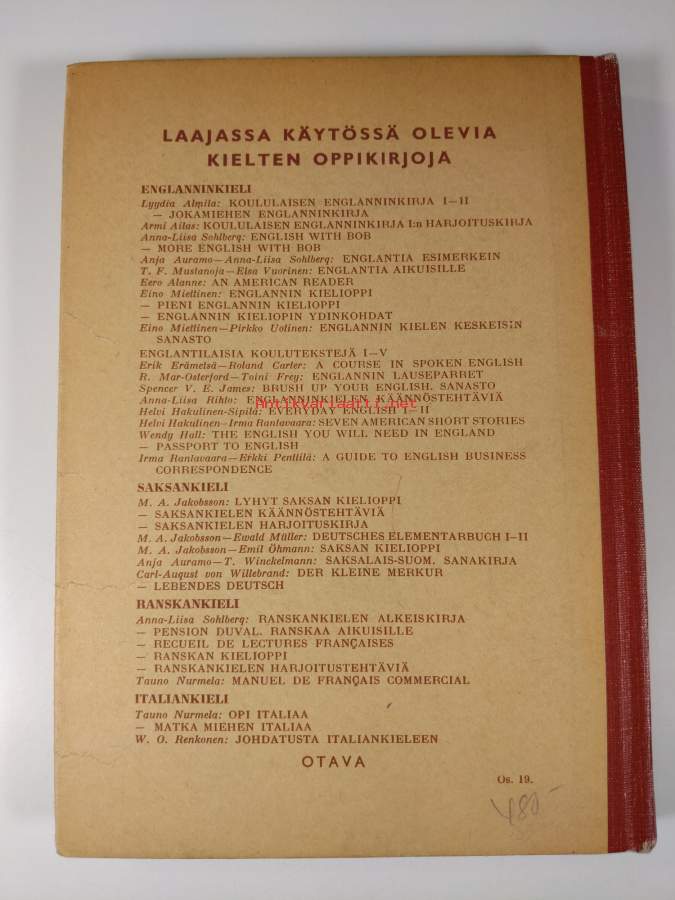 LAAJASSA KÄYTÖSSÄ OLEVIA
KIELTEN OPPIKIRJOJA
ENGLANNINKIELI
Lyydia Almila: KOULULAISEN ENGLANNINKIRJA I—II
— JOKAMIEHEN ENGLANNINKIRJA
Armi Ailas: KOULULAISEN ENGLANNINKIRJA I:n HARJOITUSKIRJA
Anna-Liisa Sohlberg: ENGLISH WITH BOB
— MORE ENGLISH WITH BOB
Anja Auramo—Anna-Liisa Sohlberg: ENGLANTIA ESIMERKEIN
T. F. Mustanoja—Elsa Vuorinen: ENGLANTIA AIKUISILLE
Eero Alanne: AN AMERICAN READER
Eino Miettinen: ENGLANNIN KIELIOPPI
— PIENI ENGLANNIN KIELIOPPI
— ENGLANNIN KIELIOPIN YDINKOHDAT
Eino Miettinen—Pirkko Uotinen: ENGLANNIN KIELEN KESKEISIN
SANASTO
ENGLANTILAISIA KOULUTEKSTEJÄ I—V
Erik Erämetsä—Roland Carter: A COURSE IN SPOKEN ENGLISH
R. Mar-Osterford—Toini Frey: ENGLANNIN LAUSEPARRET
Spencer V. E. James: BRUSH UP YOUR ENGLISH. SANASTO
Anna-Liisa Rihto: ENGLANNINKIELEN KÄÄNNÖSTEHTÄVIÄ
Antikvariaatti.net
Helvi Hakulinen-Sipilä: EVERYDAY ENGLISH I—II
Helvi Hakulinen—Irma Rantavaara: SEVEN AMERICAN SHORT STORIES
Wendy Hall: THE ENGLISH YOU WILL NEED IN ENGLAND
— PASSPORT TO ENGLISH
Irma Rantavaara—Erkki Penttilä: A GUIDE TO ENGLISH BUSINESS
CORRESPONDENCE
SAKSANKIELI
M. A. Jakobsson: LYHYT SAKSAN KIELIOPPI
— SAKSANKIELEN KÄÄNNÖSTEHTÄVIÄ
— SAKSANKIELEN HARJOITUSKIRJA
M. A. Jakobsson—Ewald Müller: DEUTSCHES ELEMENTARBUCH I—II
M. A. Jakobsson—Emil Öhmann: SAKSAN KIELIOPPI
Anja Auramo—T. Winckelmann: SAKSALAIS-SUOM. SANAKIRJA
Carl-August von Willebrand: DER KLEINE MERKUR
— LEBENDES DEUTSCH
RANSKANKIELI
Anna-Liisa Sohlberg: RANSKANKIELEN ALKEISKIRJA
— PENSION DUVAL. RANSKAA AIKUISILLE
— RECUEIL DE LECTURES FRANÇAISES
— RANSKAN KIELIOPPI
— RANSKANKIELEN HARJOITUSTEHTÄVIÄ
Tauno Nurmela: MANUEL DE FRANÇAIS COMMERCIAL
ITALIANKIELI
Tauno Nurmela: OPI ITALIAA
— MATKA MIEHEN ITALIAA
W. O. Renkonen: JOHDATUSTA ITALIANKIELEEN
OTAVA
Os. 19.
480—